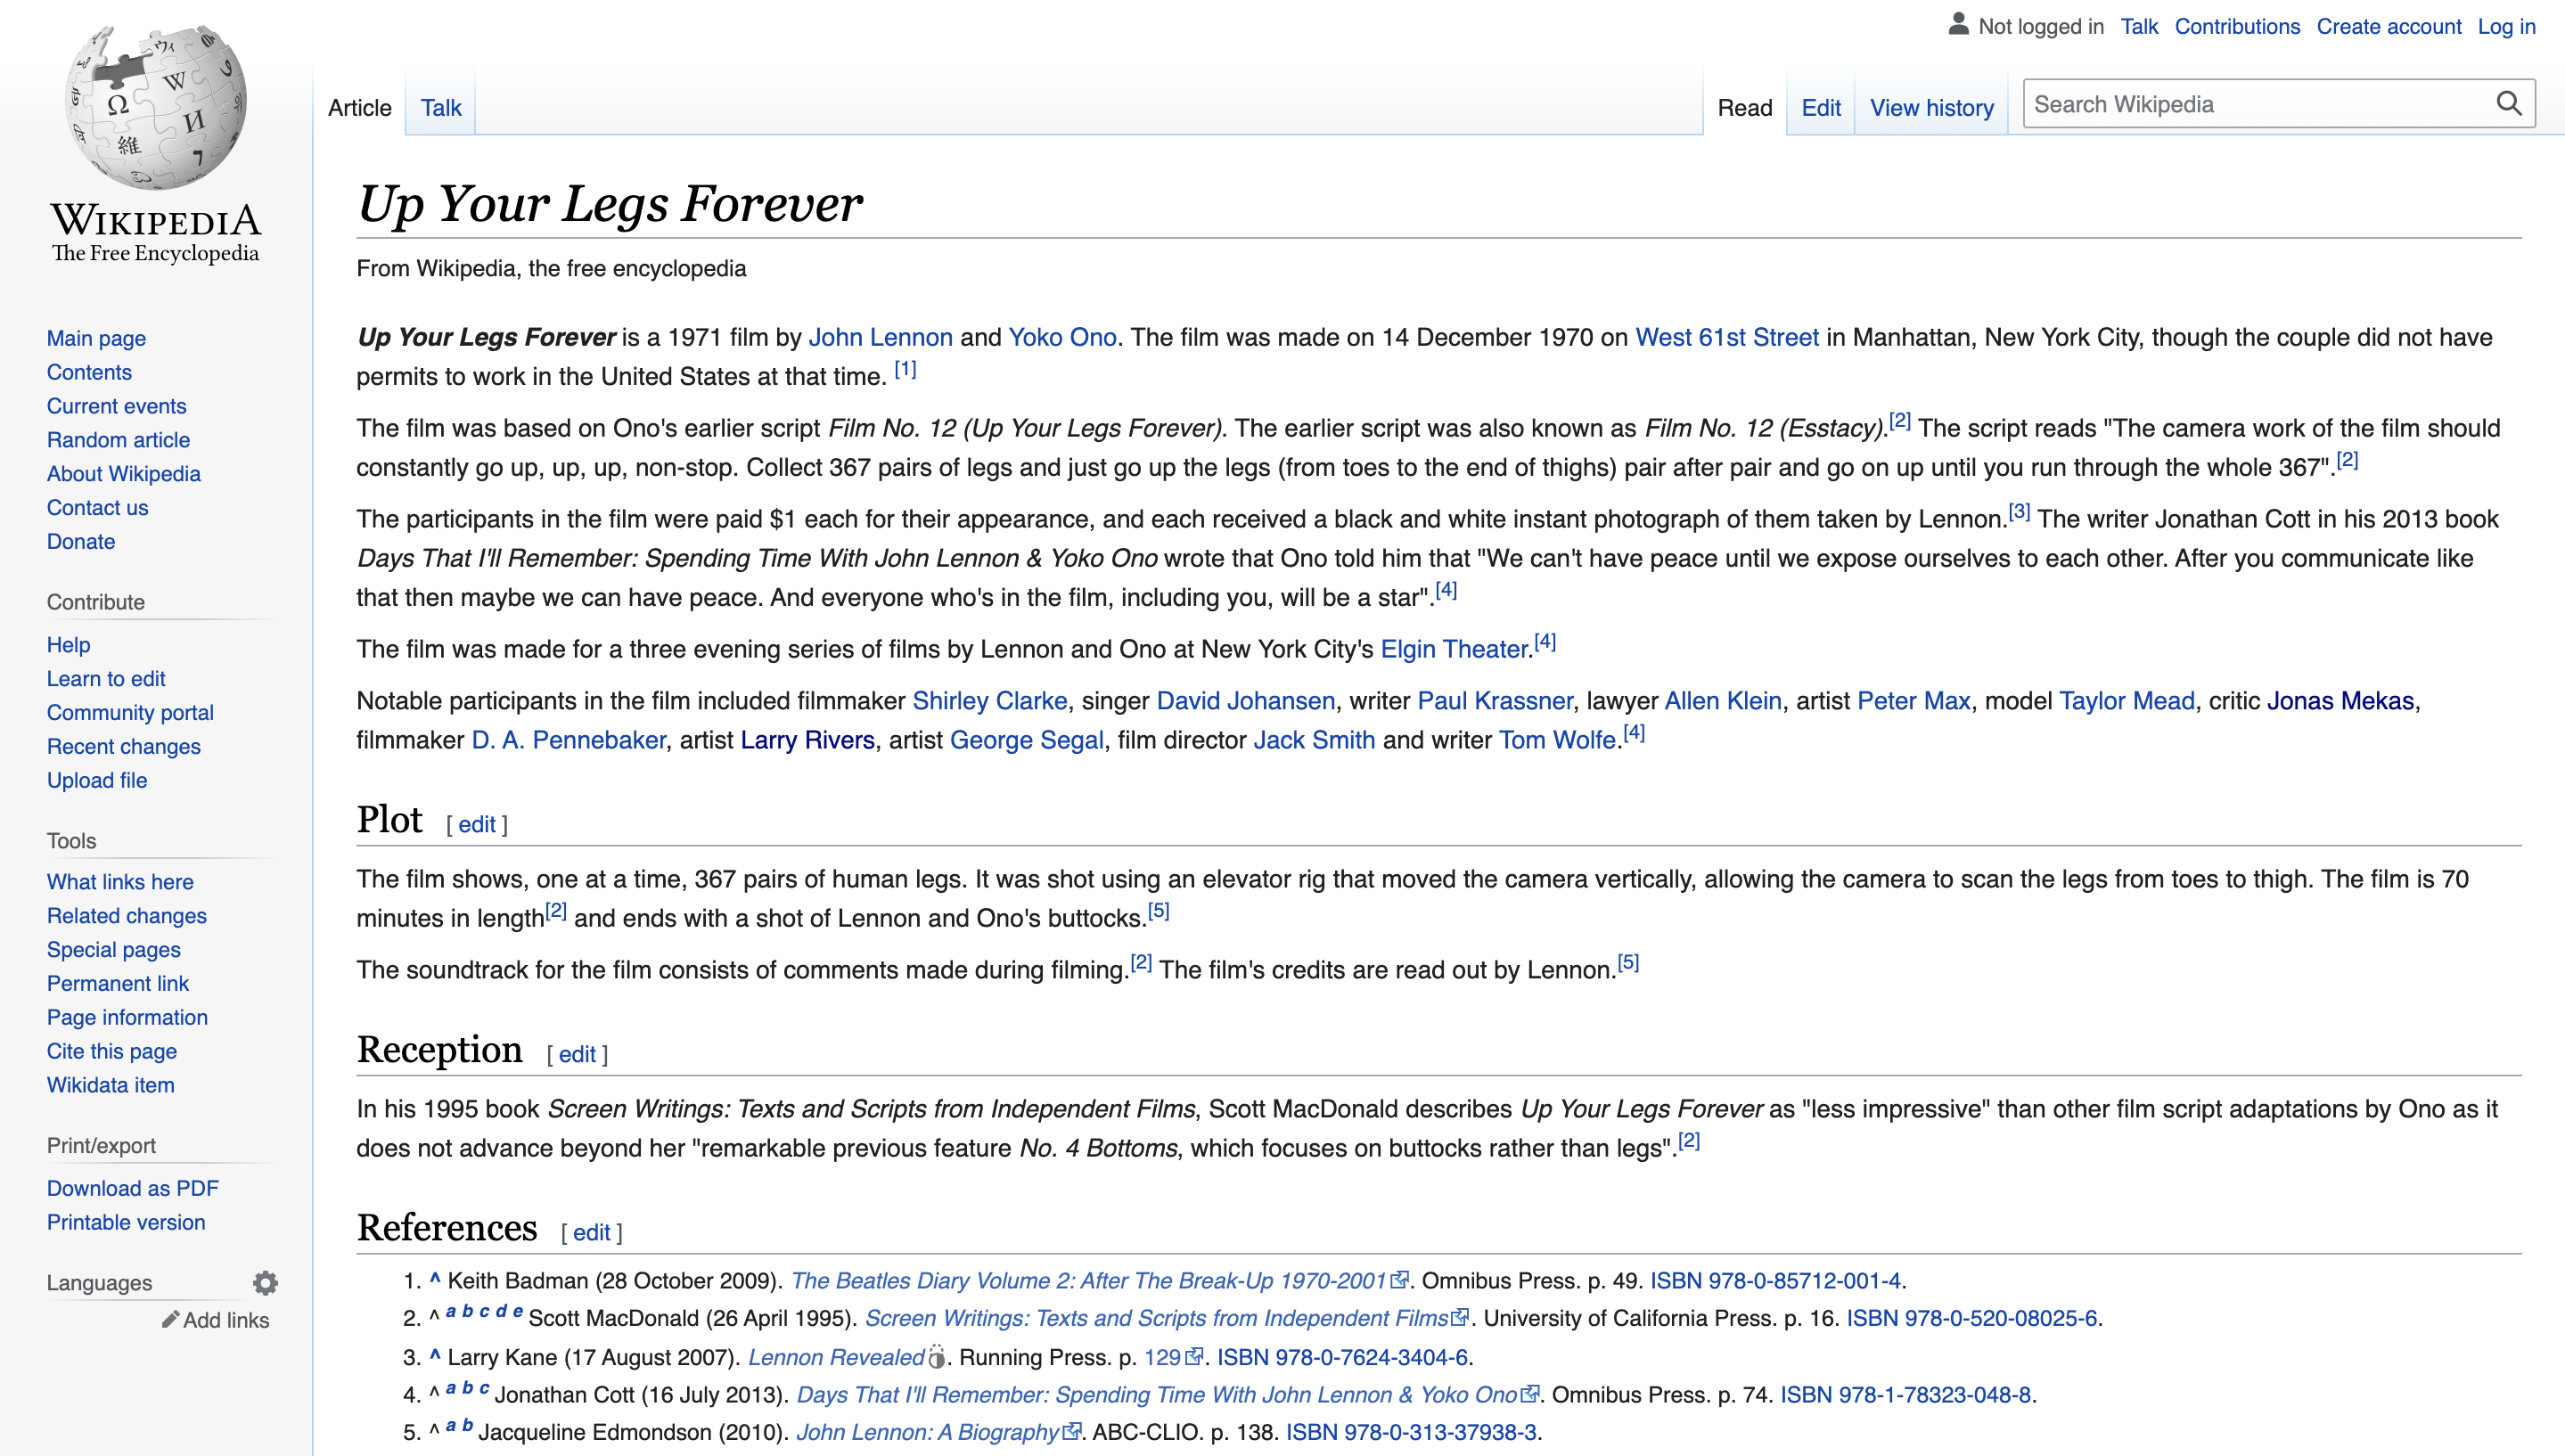 WIKIPEDIA
The Free Encyclopedia
Main page
Contents
Current events
Random article
About Wikipedia
Contact us
Donate
Contribute
Help
Learn to edit
Community portal
Recent changes
Upload file
Tools
What links here
Related changes
Special pages
Permanent link
Page information
Cite this page
Wikidata item
Print/export
Download as PDF
Printable version
Languages
Add links
Not logged in Talk Contributions Create account Log in
Article Talk Read Edit View history Search Wikipedia
Up Your Legs Forever
From Wikipedia, the free encyclopedia
Up Your Legs Forever is a 1971 film by John Lennon and Yoko Ono. The film was made on 14 December 1970 on West 61st Street in Manhattan, New York City, though the couple did not have
permits to work in the United States at that time. [1]
The film was based on Ono's earlier script Film No. 12 (Up Your Legs Forever). The earlier script was also known as Film No. 12 (Esstacy).[2] The script reads "The camera work of the film should
constantly go up, up, up, non-stop. Collect 367 pairs of legs and just go up the legs (from toes to the end of thighs) pair after pair and go on up until you run through the whole 367".[2]
The participants in the film were paid $1 each for their appearance, and each received a black and white instant photograph of them taken by Lennon.[3] The writer Jonathan Cott in his 2013 book
Days That I'll Remember: Spending Time With John Lennon & Yoko Ono wrote that Ono told him that "We can't have peace until we expose ourselves to each other. After you communicate like
that then maybe we can have peace. And everyone who's in the film, including you, will be a star".[4]
The film was made for a three evening series of films by Lennon and Ono at New York City's Elgin Theater.[4]
Notable participants in the film included filmmaker Shirley Clarke, singer David Johansen, writer Paul Krassner, lawyer Allen Klein, artist Peter Max, model Taylor Mead, critic Jonas Mekas,
filmmaker D. A. Pennebaker, artist Larry Rivers, artist George Segal, film director Jack Smith and writer Tom Wolfe.[4]
Plot [ edit ]
The film shows, one at a time, 367 pairs of human legs. It was shot using an elevator rig that moved the camera vertically, allowing the camera to scan the legs from toes to thigh. The film is 70
minutes in length[2] and ends with a shot of Lennon and Ono's buttocks.[5]
The soundtrack for the film consists of comments made during filming.[2] The film's credits are read out by Lennon.[5]
Reception [ edit ]
In his 1995 book Screen Writings: Texts and Scripts from Independent Films, Scott MacDonald describes Up Your Legs Forever as "less impressive" than other film script adaptations by Ono as it
does not advance beyond her "remarkable previous feature No. 4 Bottoms, which focuses on buttocks rather than legs".[2]
References [ edit ]
1. ^ Keith Badman (28 October 2009). The Beatles Diary Volume 2: After The Break-Up 1970-2001. Omnibus Press. p. 49. ISBN 978-0-85712-001-4.
2. ^ a b c d e Scott MacDonald (26 April 1995). Screen Writings: Texts and Scripts from Independent Films. University of California Press. p. 16. ISBN 978-0-520-08025-6.
3. ^ Larry Kane (17 August 2007). Lennon Revealed. Running Press. p. 129. ISBN 978-0-7624-3404-6.
4. ^ a b c Jonathan Cott (16 July 2013). Days That I'll Remember: Spending Time With John Lennon & Yoko Ono. Omnibus Press. p. 74. ISBN 978-1-78323-048-8.
5. ^ a b Jacqueline Edmondson (2010). John Lennon: A Biography. ABC-CLIO. p. 138. ISBN 978-0-313-37938-3.